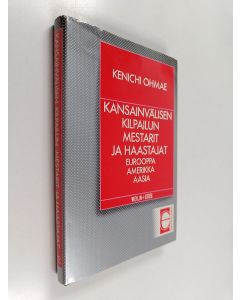 KENICHI OHMAE
KANSAINVÄLISEN
KILPAILUN
MESTARIT
JA HAASTAJAT
EUROOPPA
AMERIKKA
AASIA
WEILIN+GÖÖS